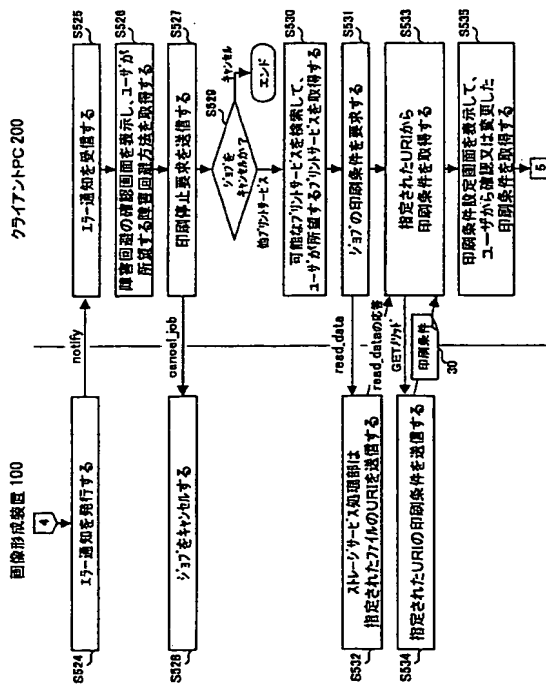 画像形成装置 100
クライアントPC 200
4
エラー通知を発行する
S524
notify
エラー通知を受信する
S525
障害回避の確認画面を表示し、ユーザが
所望する障害回避方法を取得する
S526
印刷停止要求を送信する
S527
cancel_job
ジョブをキャンセルする
S528
ジョブを
キャンセルか?
S529
キャンセル
エンド
他プリントサービス
可能なプリントサービスを検索して、
ユーザが所望するプリントサービスを取得する
S530
ジョブの印刷条件を要求する
S531
read_data
ストレージサービス処理部は
指定されたファイルのURIを送信する
S532
read_dataの応答
指定されたURIから
印刷条件を取得する
S533
GETメソッド
指定されたURIの印刷条件を送信する
S534
印刷条件
30
印刷条件設定画面を表示して、
ユーザから確認又は変更した
印刷条件を取得する
S535
5